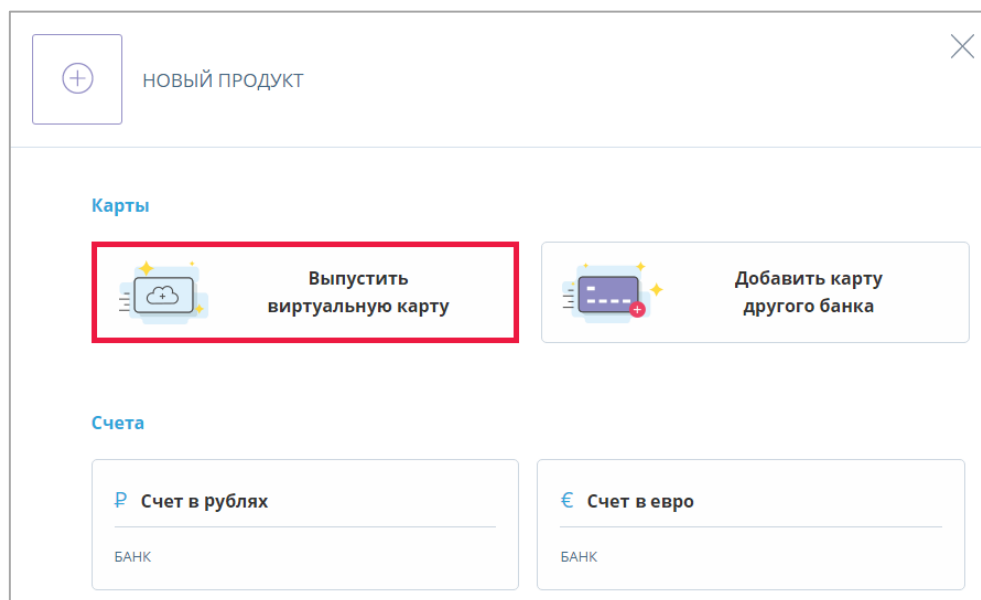 НОВЫЙ ПРОДУКТ
Карты
Выпустить
виртуальную карту
Добавить карту
другого банка
Счета
₽ Счет в рублях
БАНК
€ Счет в евро
БАНК